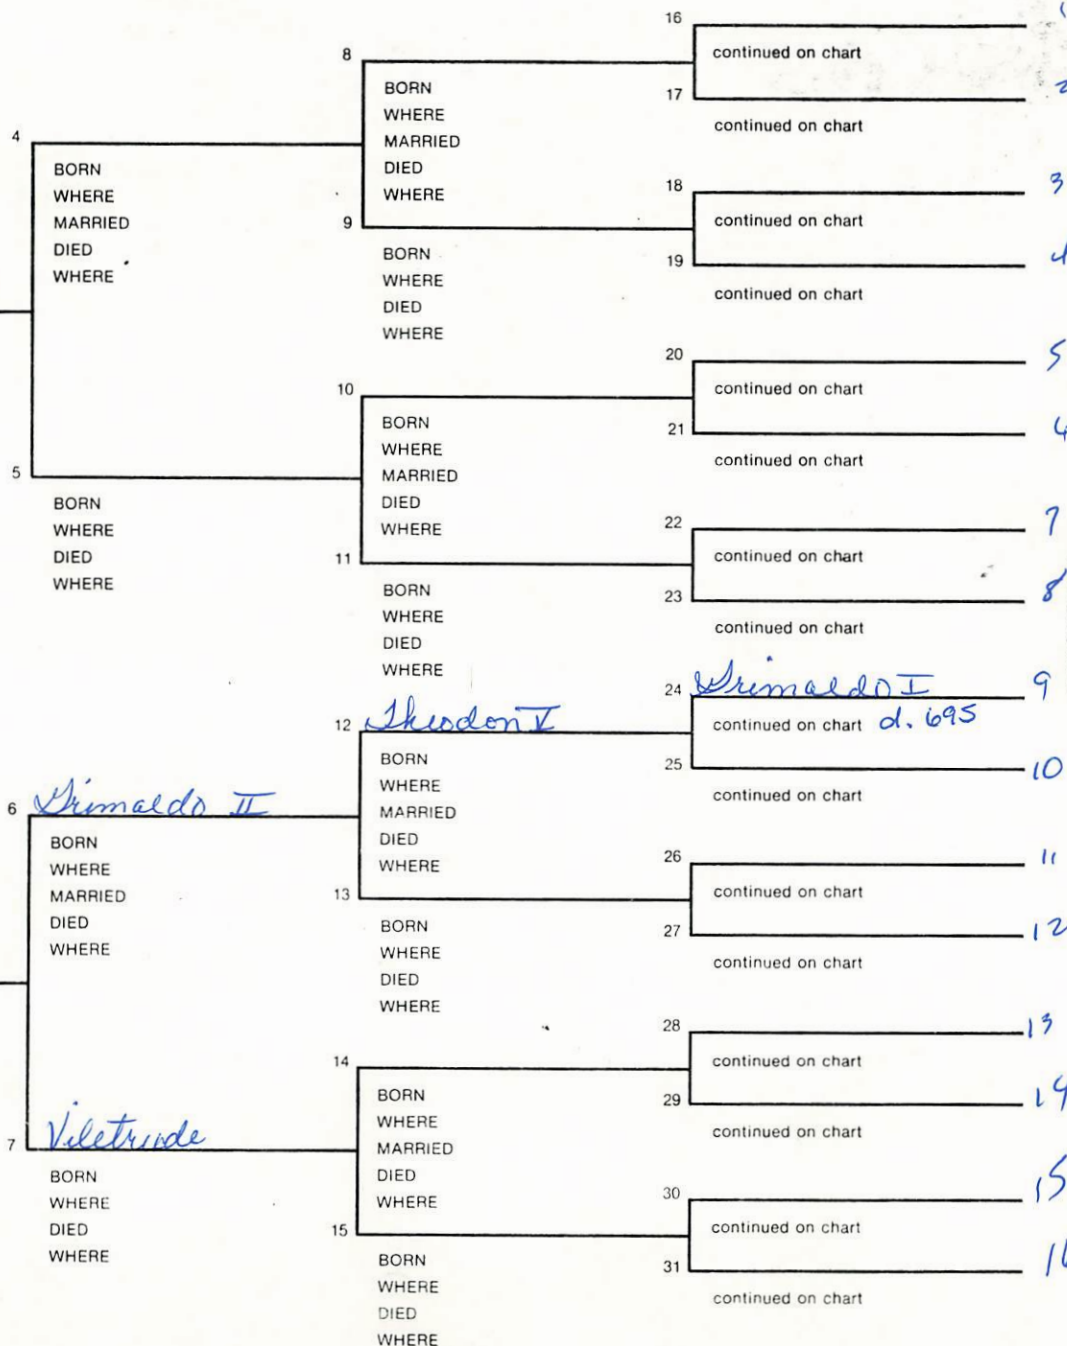 16
1
continued on chart
8
BORN
WHERE
MARRIED
DIED
WHERE
17
2
continued on chart
4
BORN
WHERE
MARRIED
DIED
WHERE
18
3
continued on chart
9
BORN
WHERE
DIED
WHERE
19
4
continued on chart
20
5
continued on chart
10
BORN
WHERE
MARRIED
DIED
WHERE
21
continued on chart
5
BORN
WHERE
DIED
WHERE
22
7
continued on chart
11
BORN
WHERE
DIED
WHERE
23
8
continued on chart
24 Grimaldo I
9
continued on chart d. 695
12 Theodon V
BORN
WHERE
MARRIED
DIED
WHERE
25
10
continued on chart
6 Grimaldo II
BORN
WHERE
MARRIED
DIED
WHERE
26
11
continued on chart
13
BORN
WHERE
DIED
WHERE
27
12
continued on chart
28
13
continued on chart
14
BORN
WHERE
MARRIED
DIED
WHERE
29
14
continued on chart
7 Viletrude
BORN
WHERE
DIED
WHERE
30
15
continued on chart
15
BORN
WHERE
DIED
WHERE
31
continued on chart